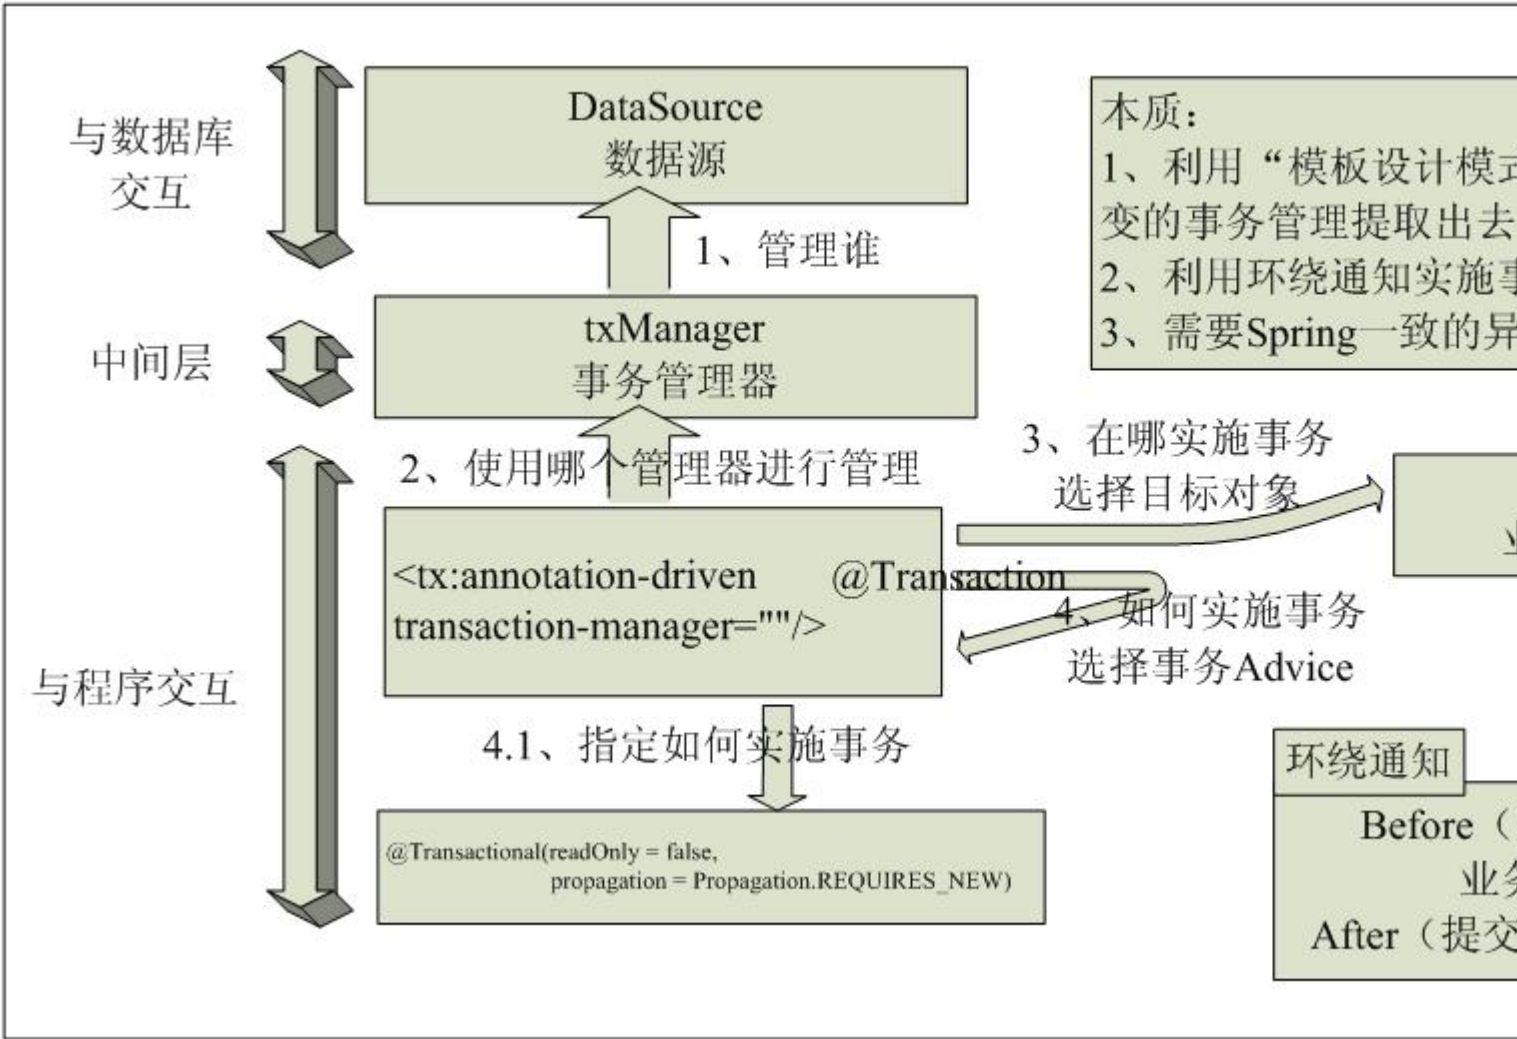 与数据库
交互
DataSource
数据源
1、管理谁
中间层
txManager
事务管理器
2、使用哪个管理器进行管理
与程序交互
<tx:annotation-driven
transaction-manager=""/>
@Transaction
3、在哪实施事务
选择目标对象
4、如何实施事务
选择事务Advice
4.1、指定如何实施事务
@Transactional(readOnly = false,
propagation = Propagation.REQUIRES_NEW)
本质：
1、利用“模板设计模式
变的事务管理提取出去
2、利用环绕通知实施事
3、需要Spring一致的异
环绕通知
Before（
业务
After（提交